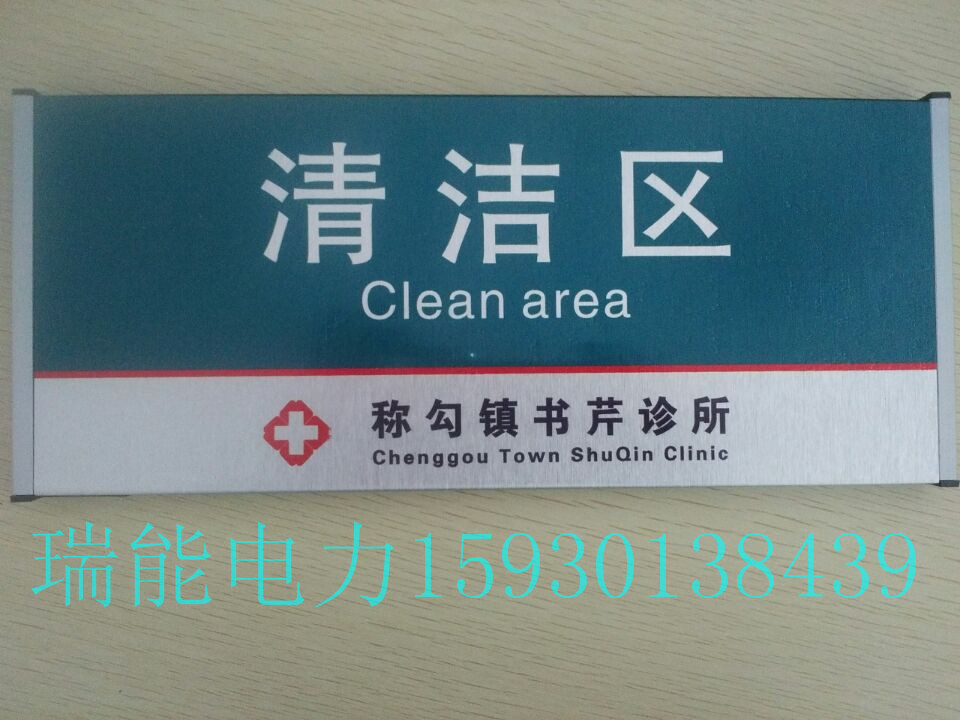 清洁区
Clean area
称勾镇书芹诊所
Chenggou Town ShuQin Clinic
瑞能电力15930138439